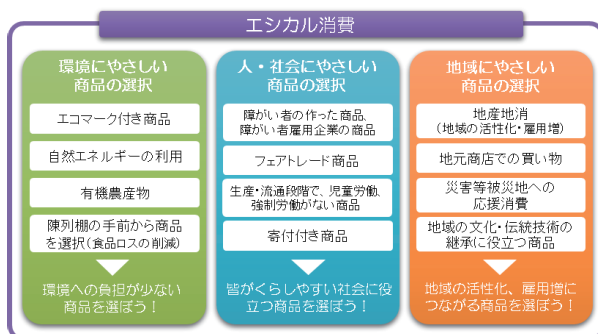 エシカル消費
環境にやさしい
商品の選択
エコマーク付き商品
自然エネルギーの利用
有機農産物
陳列棚の手前から商品
を選択(食品ロスの削減)
環境への負担が少ない
商品を選ぼう！
人・社会にやさしい
商品の選択
障がい者の作った商品、
障がい者雇用企業の商品
フェアトレード商品
生産・流通段階で、児童労働、
強制労働がない商品
寄付付き商品
皆がくらしやすい社会に役
立つ商品を選ぼう！
地域にやさしい
商品の選択
地産地消
(地域の活性化・雇用増)
地元商店での買い物
災害等被災地への
応援消費
地域の文化・伝統技術の
継承に役立つ商品
地域の活性化、雇用増に
つながる商品を選ぼう！